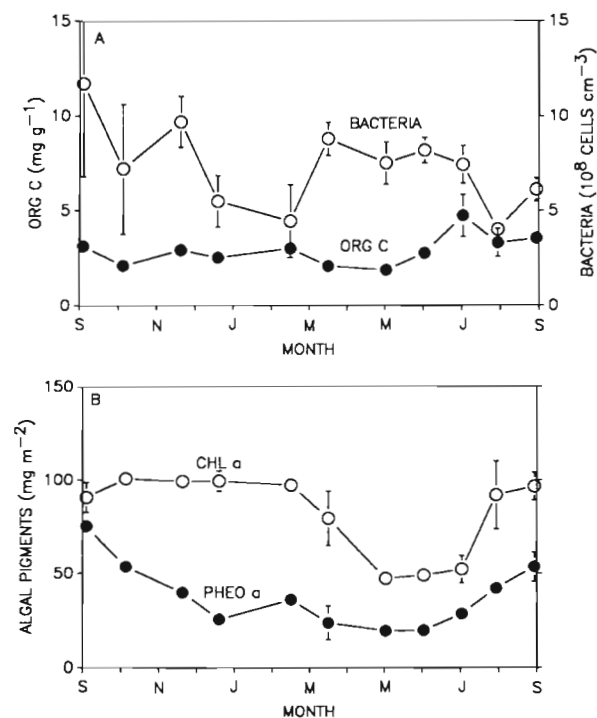 A
15
15
10
10
5
5
0
0
ORG C (mg g⁻¹)
BACTERIA (10⁸ CELLS cm⁻³)
BACTERIA
ORG C
S N J M M J S
MONTH
B
150
100
50
0
ALGAL PIGMENTS (mg m⁻²)
CHL a
PHEO a
S N J M M J S
MONTH